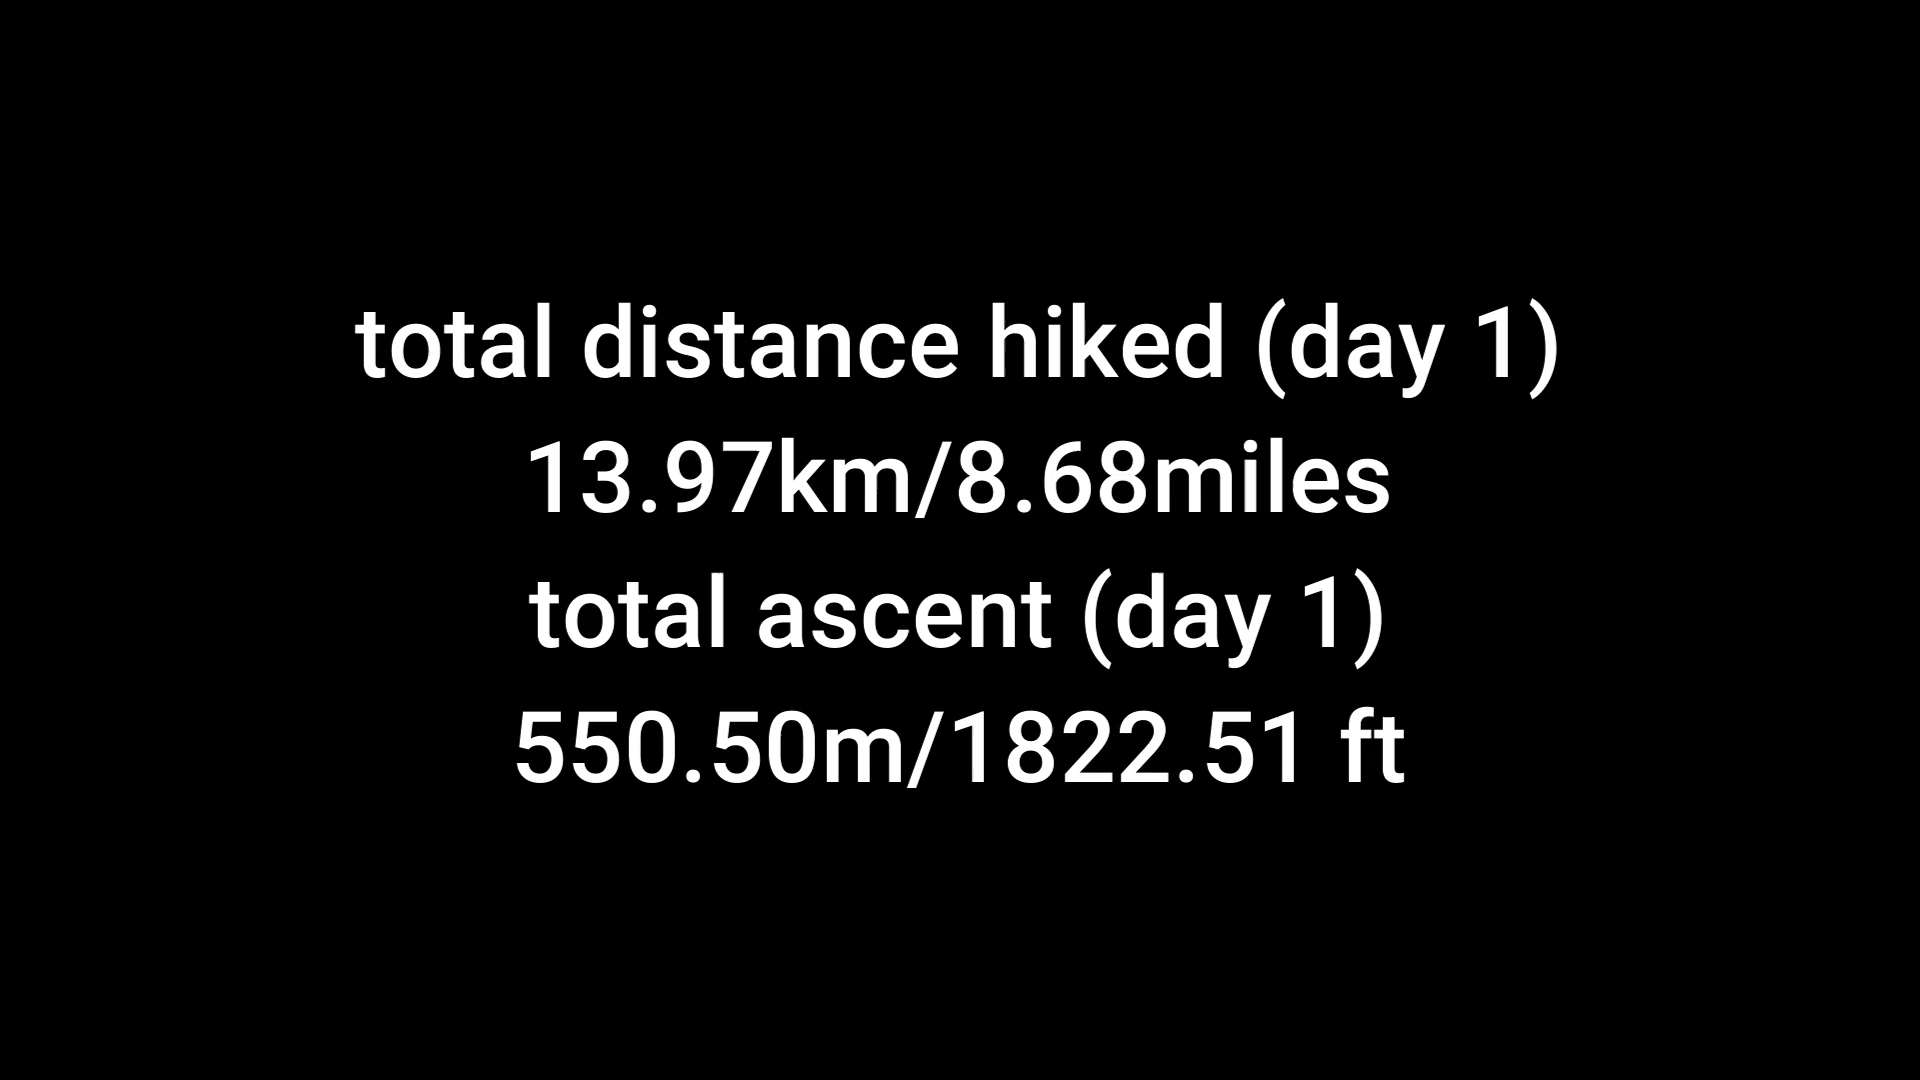 total distance hiked (day 1)
13.97km/8.68miles
total ascent (day 1)
550.50m/1822.51 ft